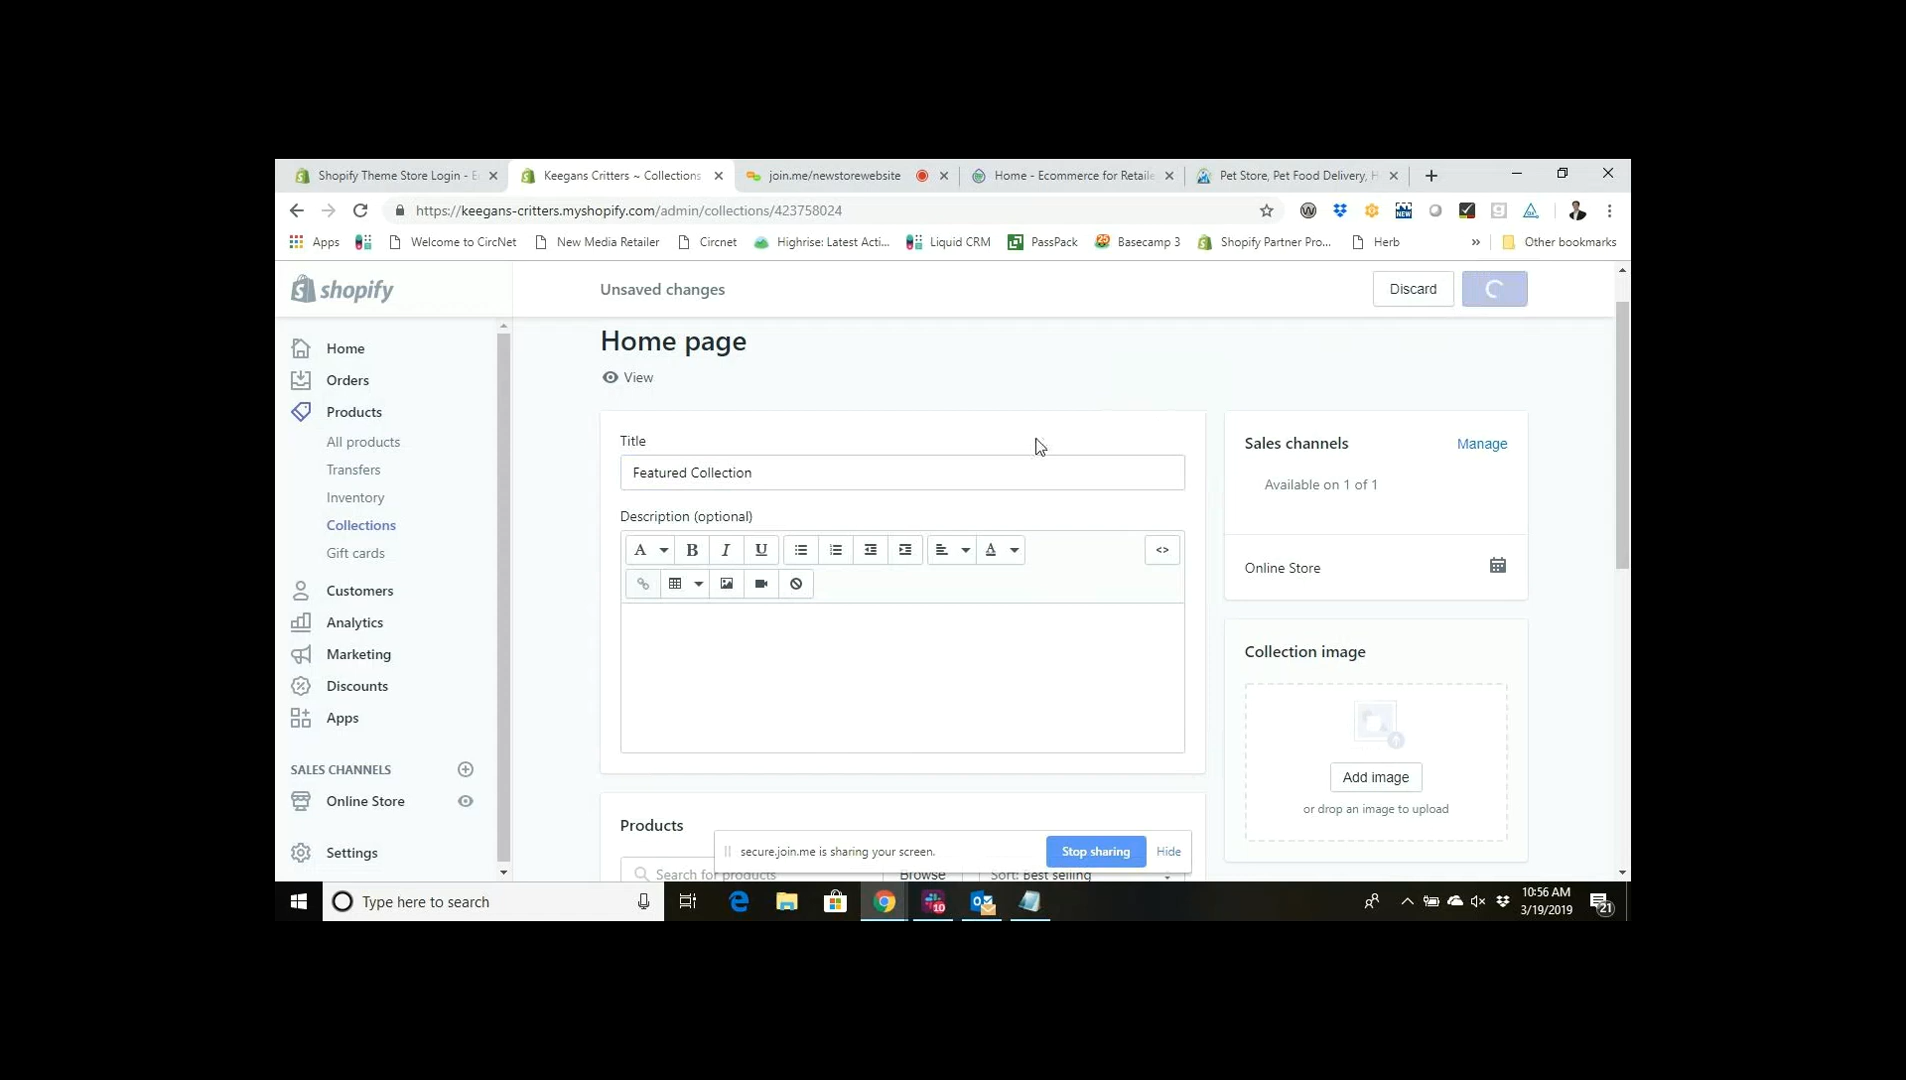 Shopify Theme Store Login - E
Keegans Critters ~ Collections
join.me/newstorewebsite
Home - Ecommerce for Retaile
Pet Store, Pet Food Delivery, H
https://keegans-critters.myshopify.com/admin/collections/423758024
Apps
Welcome to CircNet
New Media Retailer
Circnet
Highrise: Latest Acti...
Liquid CRM
PassPack
Basecamp 3
Shopify Partner Pro...
Herb
»
Other bookmarks
shopify
Unsaved changes
Discard
Home page
View
Home
Orders
Products
All products
Transfers
Inventory
Collections
Gift cards
Customers
Analytics
Marketing
Discounts
Apps
SALES CHANNELS
Online Store
Settings
Title
Featured Collection
Description (optional)
A B I U A <>
Products
Search for products
Browse
Sort: Best selling
Sales channels
Manage
Available on 1 of 1
Online Store
Collection image
Add image
or drop an image to upload
secure.join.me is sharing your screen.
Stop sharing
Hide
Type here to search
10
10:56 AM
3/19/2019
21